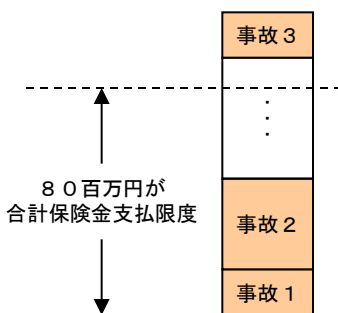 事故３
・
・
・
８０百万円が
合計保険金支払限度
事故２
事故１